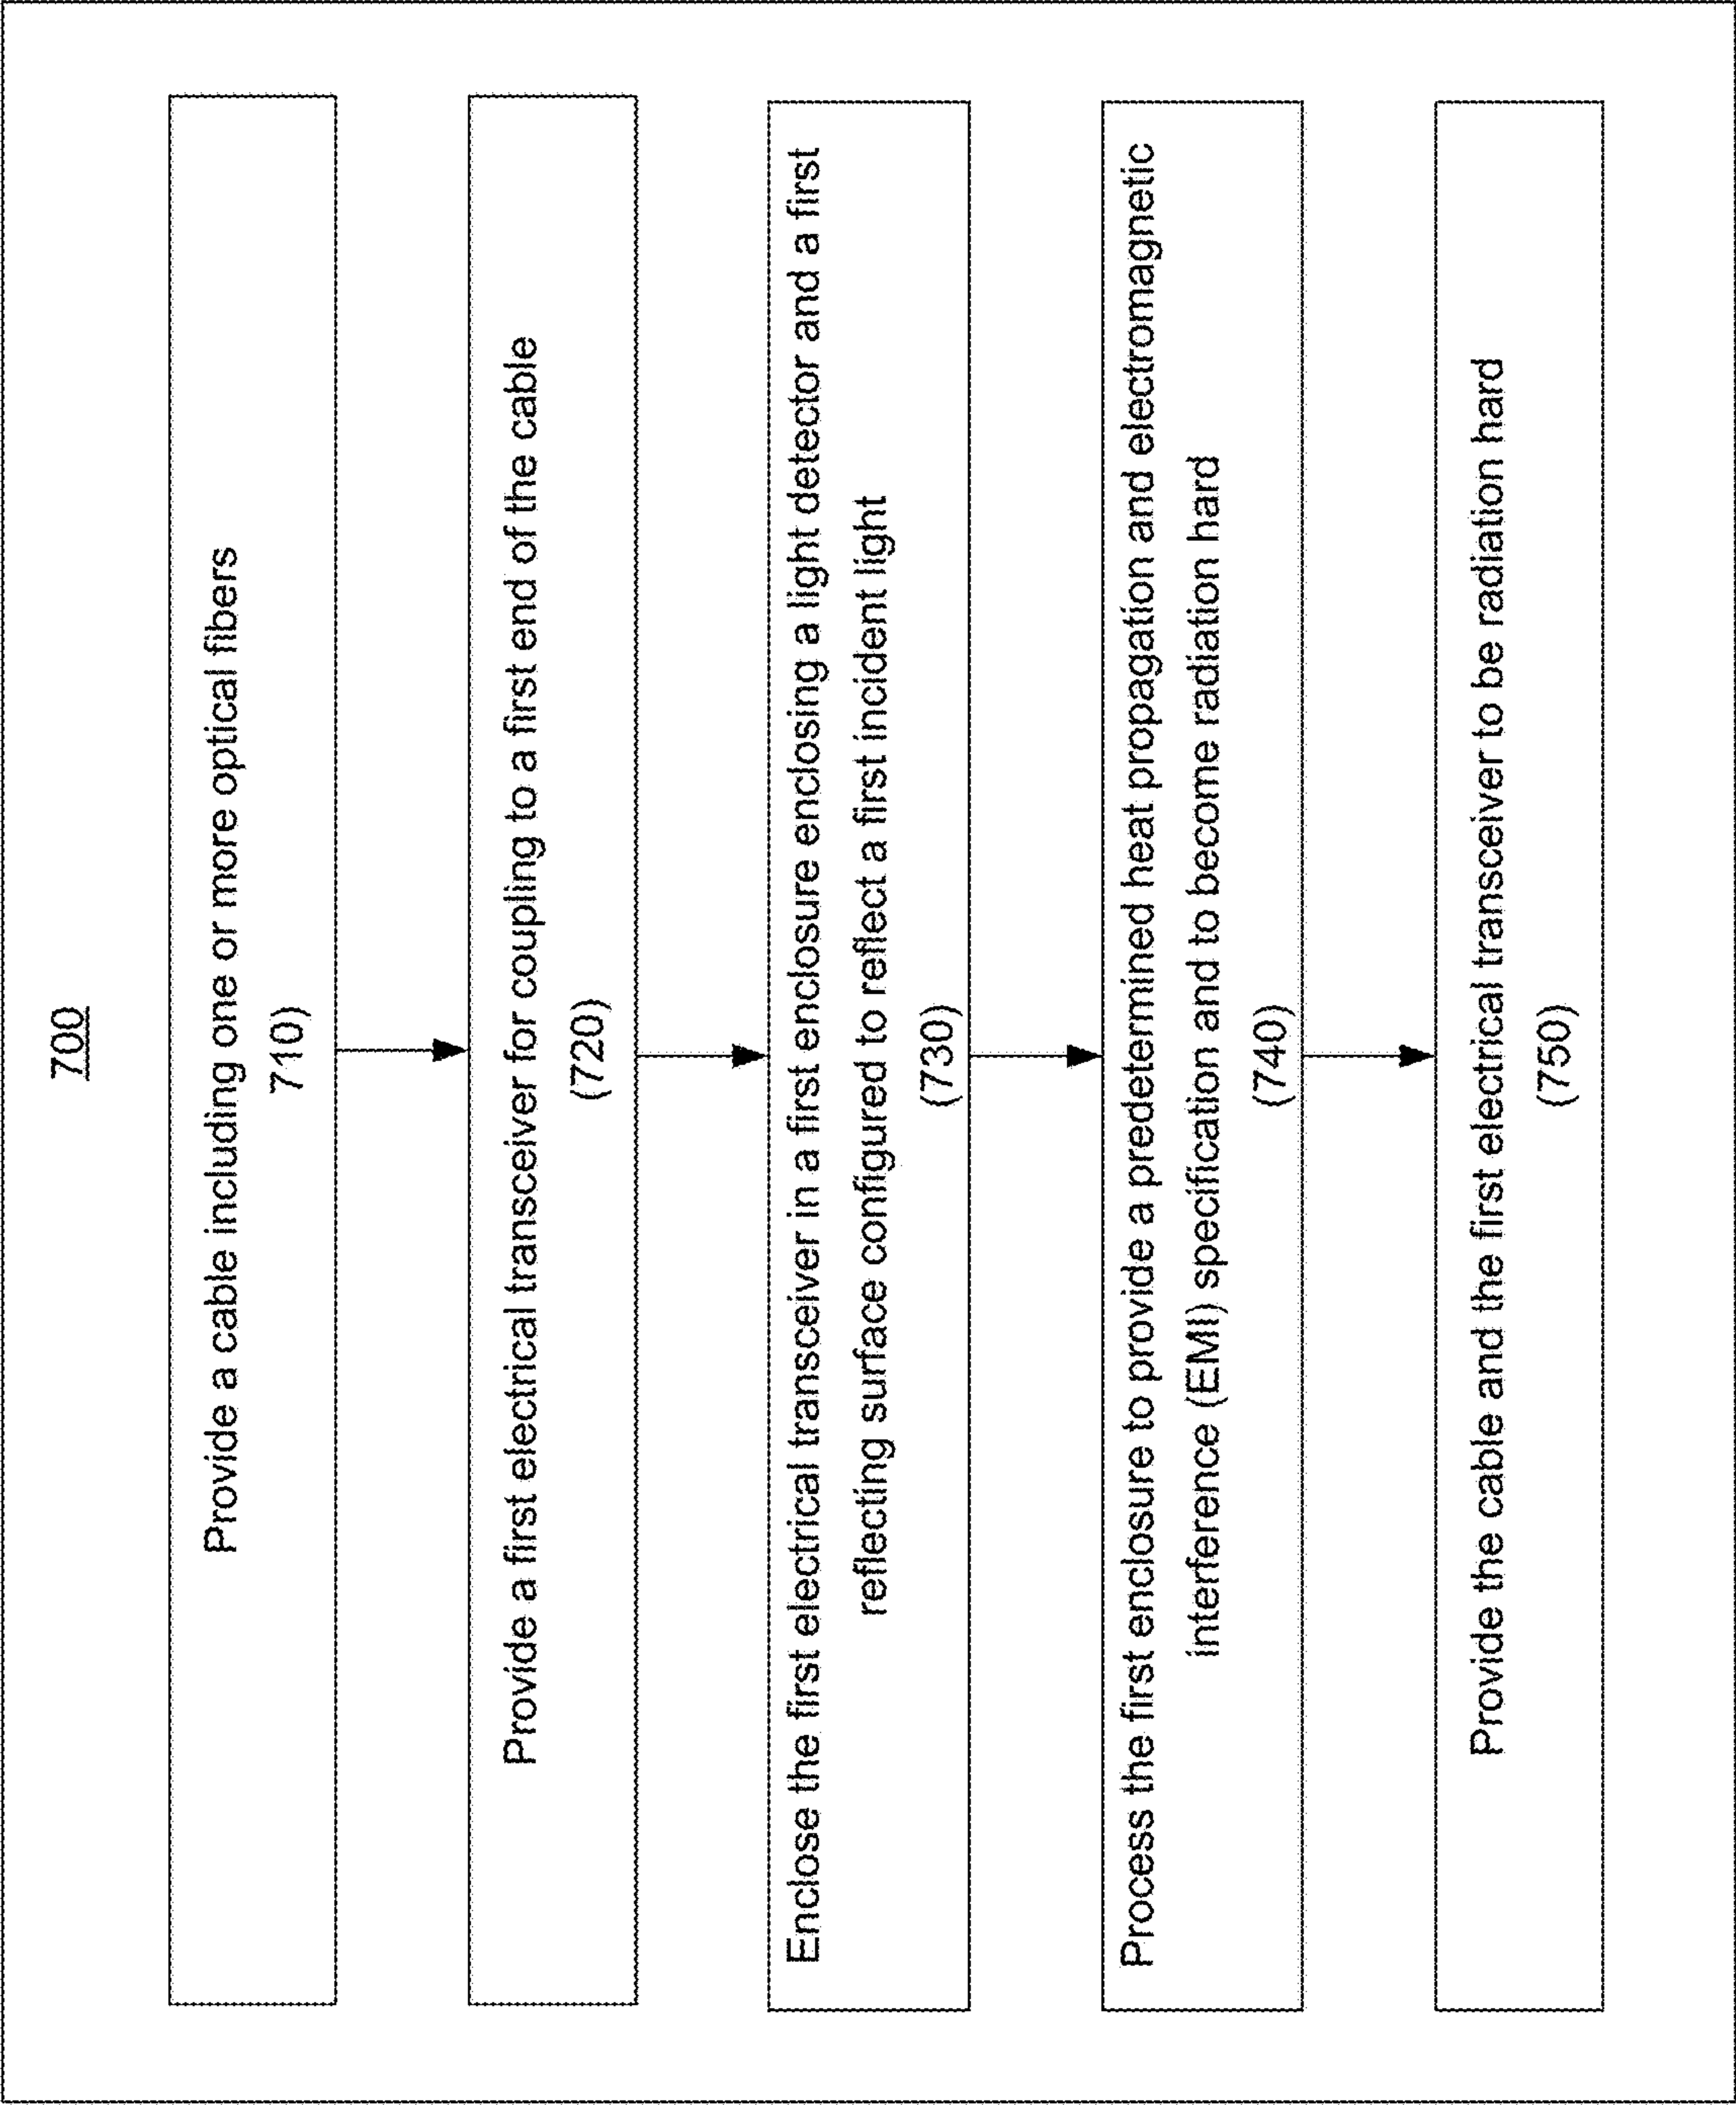 700
Provide a cable including one or more optical fibers
710)
Provide a first electrical transceiver for coupling to a first end of the cable
(720)
Enclose the first electrical transceiver in a first enclosure enclosing a light detector and a first
reflecting surface configured to reflect a first incident light
(730)
Process the first enclosure to provide a predetermined heat propagation and electromagnetic
interference (EMI) specification and to become radiation hard
(740)
Provide the cable and the first electrical transceiver to be radiation hard
(750)